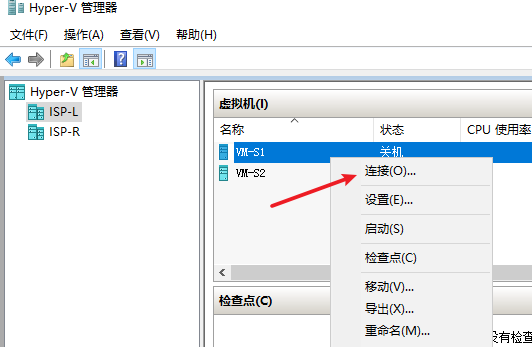 Hyper-V 管理器
文件(F) 操作(A) 查看(V) 帮助(H)
Hyper-V 管理器
ISP-L
ISP-R
虚拟机(I)
名称 状态 CPU 使用率
VM-S1 关机
VM-S2
连接(O)...
设置(E)...
启动(S)
检查点(C)
移动(V)...
导出(X)...
重命名(M)...
检查点(C)
没有检查